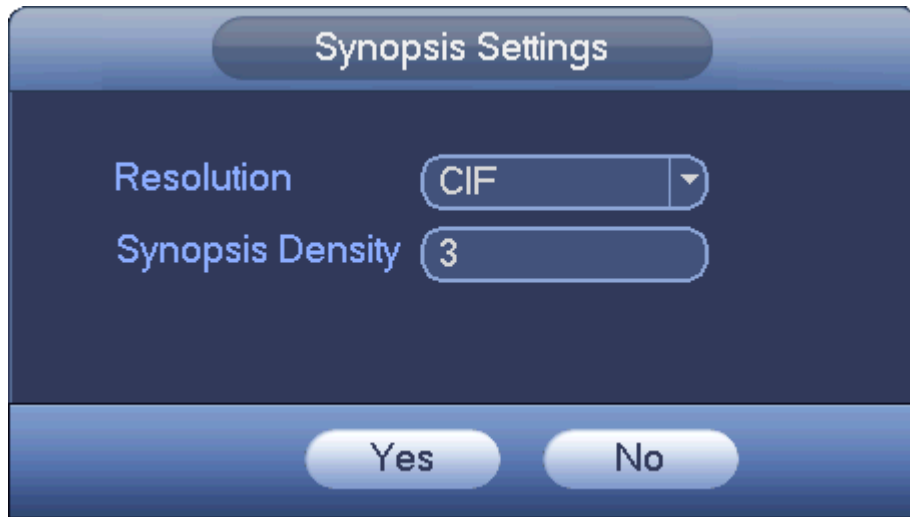 Synopsis Settings
Resolution CIF
Synopsis Density 3
Yes No